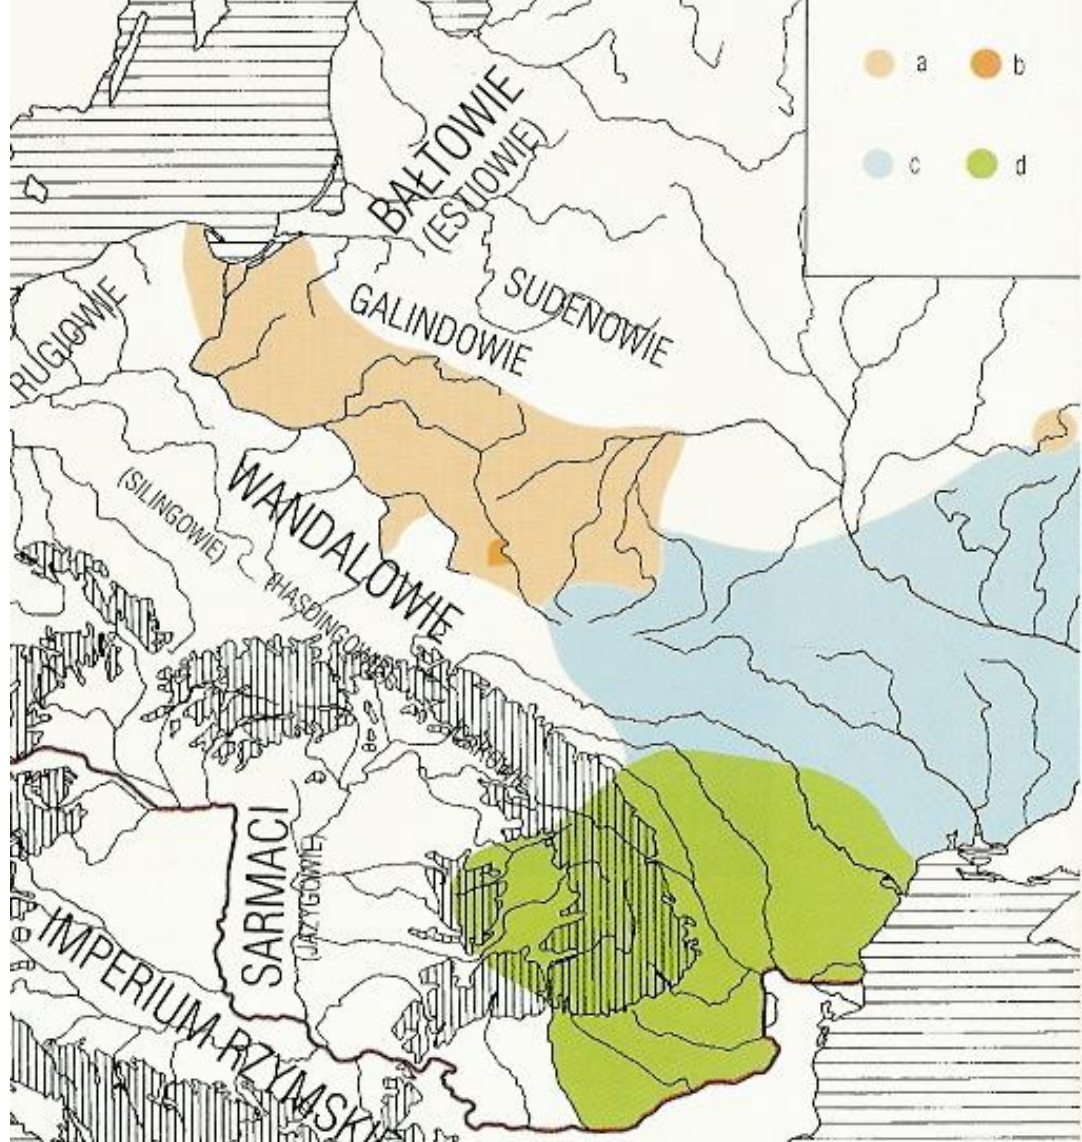 a
b
c
d
BAŁTOWIE
(ESTIOWIE)
SUDENOWIE
GALINDOWIE
RUGIOWIE
WANDALOWIE
(SILINGOWIE)
SARMACI
(JAZYGOWIE)
IMPERIUM RZYMSKIE